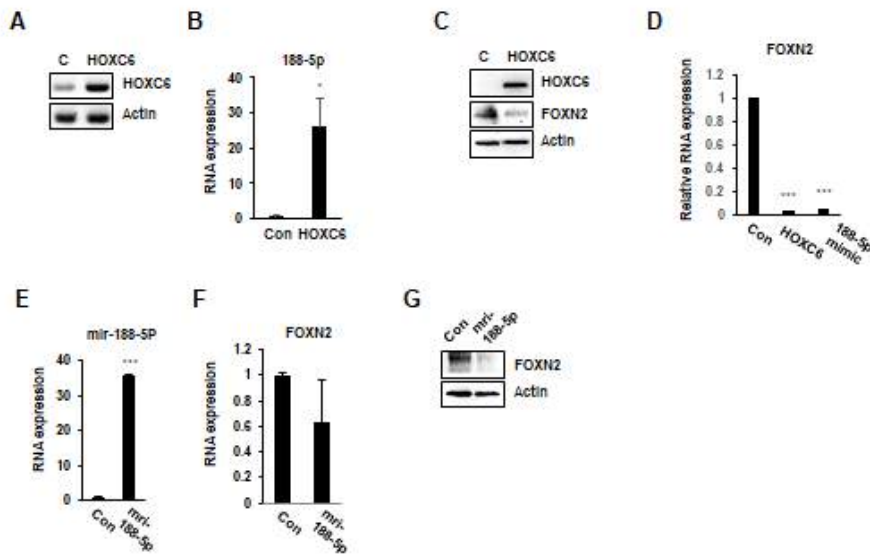 A
C HOXC6
HOXC6
Actin
B
188-5p
RNA expression
40
30
20
10
0
*
Con HOXC6
C
C HOXC6
HOXC6
FOXN2
Actin
D
FOXN2
Relative RNA expression
1.2
1
0.8
0.6
0.4
0.2
0
***
***
Con
HOXC6
188-5p
mimic
E
mir-188-5P
RNA expression
40
30
20
10
0
***
Con
mri-
188-5p
F
FOXN2
RNA expression
1.2
1
0.8
0.6
0.4
0.2
0
Con
mri-
188-5p
G
Con
mri-
188-5p
FOXN2
Actin